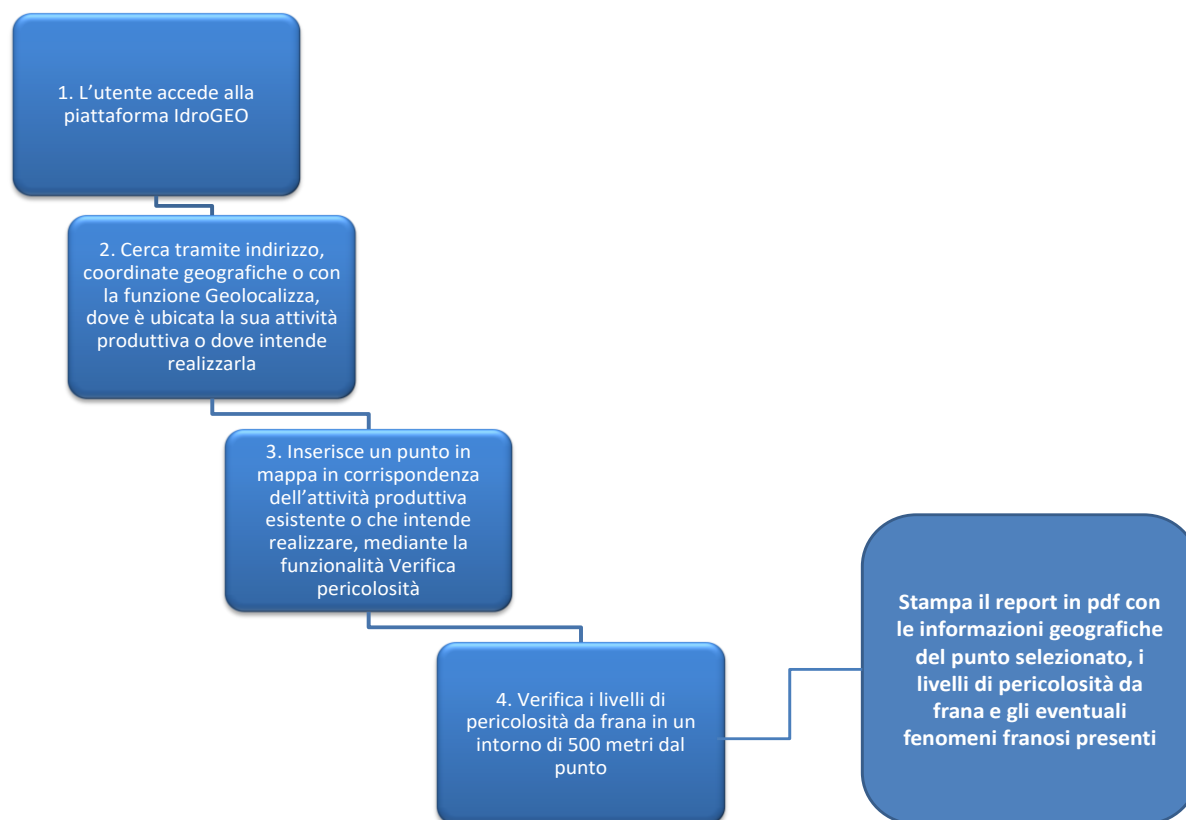 1. L’utente accede alla
piattaforma IdroGEO
2. Cerca tramite indirizzo,
coordinate geografiche o con
la funzione Geolocalizza,
dove è ubicata la sua attività
produttiva o dove intende
realizzarla
3. Inserisce un punto in
mappa in corrispondenza
dell’attività produttiva
esistente o che intende
realizzare, mediante la
funzionalità Verifica
pericolosità
4. Verifica i livelli di
pericolosità da frana in un
intorno di 500 metri dal
punto
Stampa il report in pdf con
le informazioni geografiche
del punto selezionato, i
livelli di pericolosità da
frana e gli eventuali
fenomeni franosi presenti